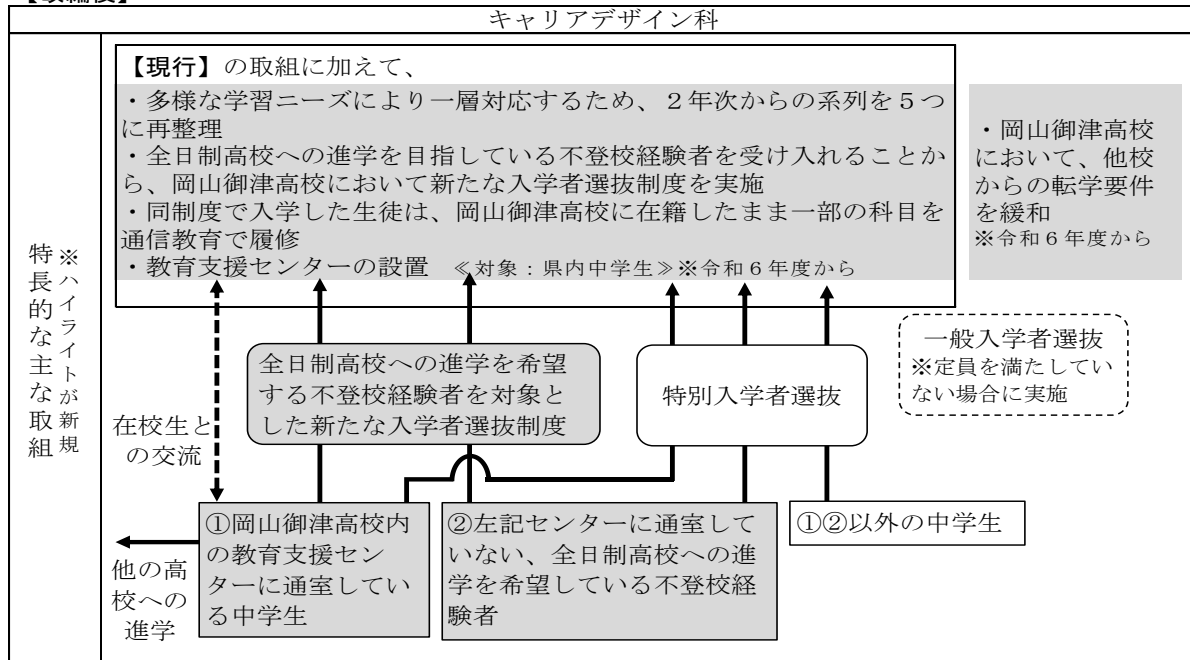 キャリアデザイン科
特長的な主な取組
※ハイライトが新規
【現行】の取組に加えて、
・多様な学習ニーズにより一層対応するため、２年次からの系列を５つ
に再整理
・全日制高校への進学を目指している不登校経験者を受け入れることか
ら、岡山御津高校において新たな入学者選抜制度を実施
・同制度で入学した生徒は、岡山御津高校に在籍したまま一部の科目を
通信教育で履修
・教育支援センターの設置　≪対象：県内中学生≫※令和６年度から
・岡山御津高校
において、他校
からの転学要件
を緩和
※令和６年度から
全日制高校への進学を希望
する不登校経験者を対象と
した新たな入学者選抜制度
特別入学者選抜
一般入学者選抜
※定員を満たしてい
ない場合に実施
在校生と
の交流
①岡山御津高校内
の教育支援セン
ターに通室してい
る中学生
②左記センターに通室して
いない、全日制高校への進
学を希望している不登校経
験者
①②以外の中学生
他の高
校への
進学